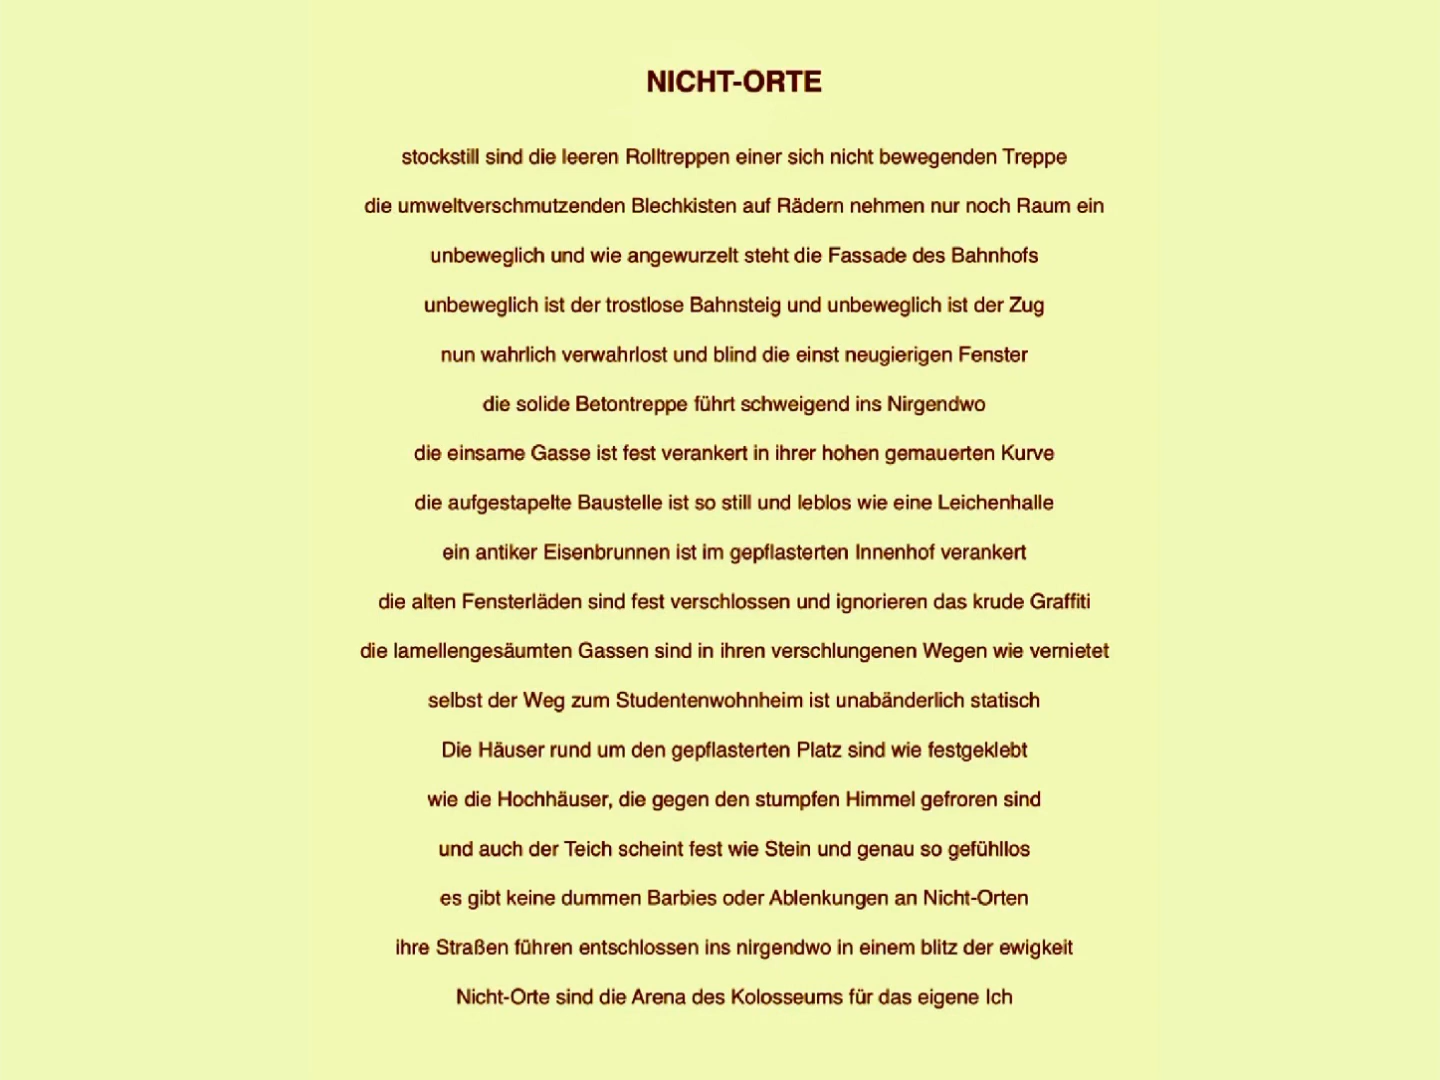 NICHT-ORTE
stockstill sind die leeren Rolltreppen einer sich nicht bewegenden Treppe
die umweltverschmutzenden Blechkisten auf Rädern nehmen nur noch Raum ein
unbeweglich und wie angewurzelt steht die Fassade des Bahnhofs
unbeweglich ist der trostlose Bahnsteig und unbeweglich ist der Zug
nun wahrlich verwahrlost und blind die einst neugierigen Fenster
die solide Betontreppe führt schweigend ins Nirgendwo
die einsame Gasse ist fest verankert in ihrer hohen gemauerten Kurve
die aufgestapelte Baustelle ist so still und leblos wie eine Leichenhalle
ein antiker Eisenbrunnen ist im gepflasterten Innenhof verankert
die alten Fensterläden sind fest verschlossen und ignorieren das krude Graffiti
die lamellengesäumten Gassen sind in ihren verschlungenen Wegen wie vernietet
selbst der Weg zum Studentenwohnheim ist unabänderlich statisch
Die Häuser rund um den gepflasterten Platz sind wie festgeklebt
wie die Hochhäuser, die gegen den stumpfen Himmel gefroren sind
und auch der Teich scheint fest wie Stein und genau so gefühllos
es gibt keine dummen Barbies oder Ablenkungen an Nicht-Orten
ihre Straßen führen entschlossen ins nirgendwo in einem blitz der ewigkeit
Nicht-Orte sind die Arena des Kolosseums für das eigene Ich